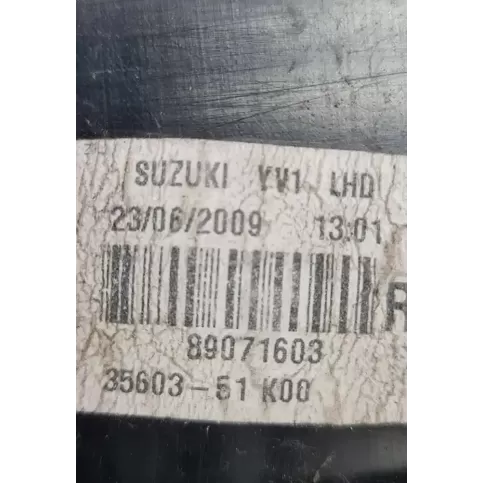 SUZUKI YV1 LHD
23/06/2009 13:01
R
89071603
35603-51K00